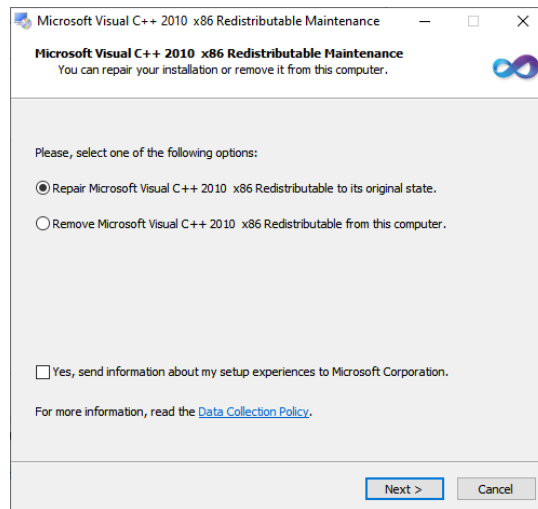 Microsoft Visual C++ 2010 x86 Redistributable Maintenance
Microsoft Visual C++ 2010  x86 Redistributable Maintenance
You can repair your installation or remove it from this computer.
Please, select one of the following options:
Repair Microsoft Visual C++ 2010  x86 Redistributable to its original state.
Remove Microsoft Visual C++ 2010  x86 Redistributable from this computer.
Yes, send information about my setup experiences to Microsoft Corporation.
For more information, read the Data Collection Policy.
Next > Cancel